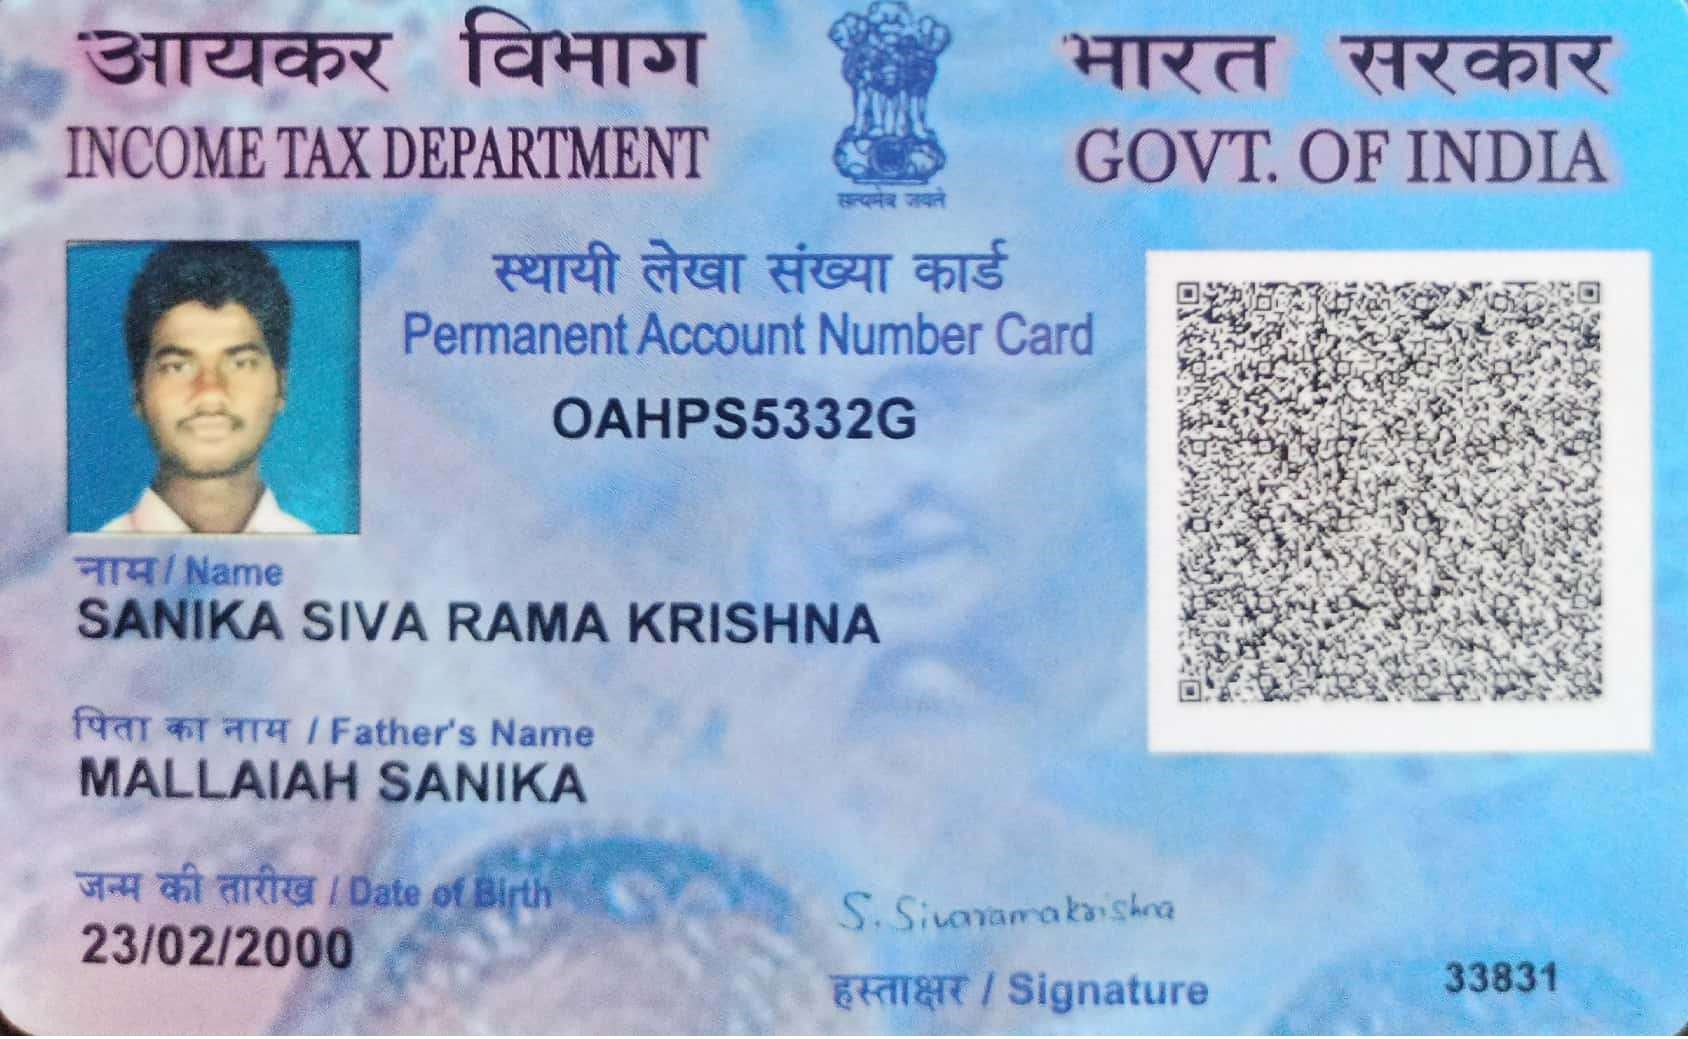 आयकर विभाग
INCOME TAX DEPARTMENT
सत्यमेव जयते
भारत सरकार
GOVT. OF INDIA
स्थायी लेखा संख्या कार्ड
Permanent Account Number Card
OAHPS5332G
नाम / Name
SANIKA SIVA RAMA KRISHNA
पिता का नाम / Father's Name
MALLAIAH SANIKA
जन्म की तारीख / Date of Birth
23/02/2000
S. Sivaramakrishna
हस्ताक्षर / Signature
33831